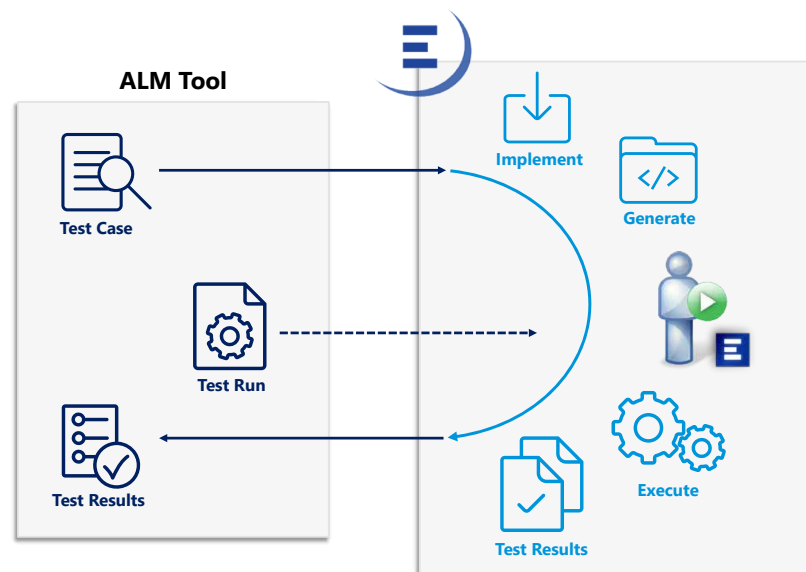 ALM Tool
Test Case
Test Run
Test Results
Implement
</>
Generate
Execute
Test Results